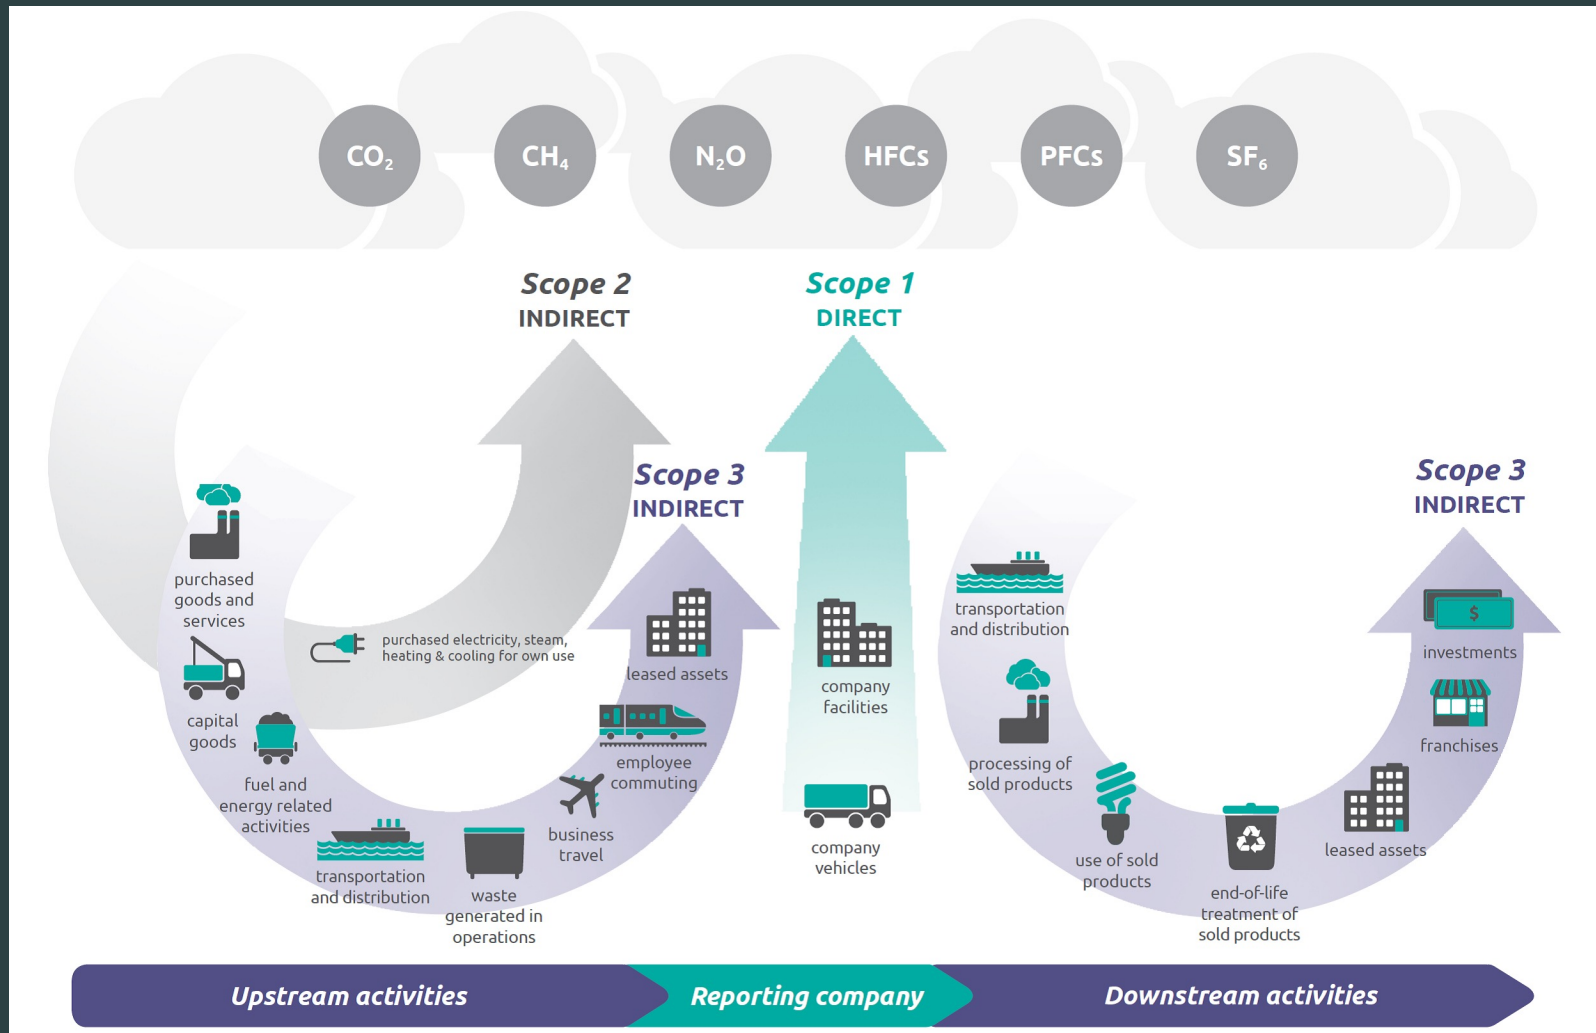 CO₂
CH₄
N₂O
HFCs
PFCs
SF₆
Scope 2
INDIRECT
Scope 1
DIRECT
Scope 3
INDIRECT
Scope 3
INDIRECT
purchased
goods and
services
capital
goods
fuel and
energy related
activities
transportation
and distribution
waste
generated in
operations
business
travel
employee
commuting
leased assets
purchased electricity, steam,
heating & cooling for own use
company
facilities
company
vehicles
transportation
and distribution
processing of
sold products
use of sold
products
end-of-life
treatment of
sold products
leased assets
franchises
$
investments
Upstream activities
Reporting company
Downstream activities